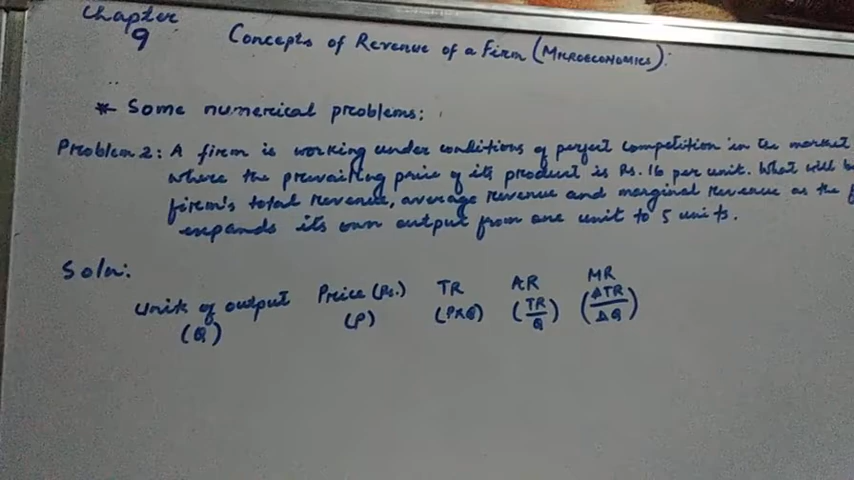 Chapter
9
Concepts of Revenue of a Firm (Microeconomics):
* Some numerical problems:
Problem 2: A firm is working under conditions of perfect competition in the market
where the prevailing price of its product is Rs. 16 per unit. What will be
firm's total revenue, average revenue and marginal revenue as the f
expands its own output from one unit to 5 units.
Soln:
Units of output Price (Rs.) TR AR MR
(Q) (P) (PXQ) (TR/Q) (ΔTR/ΔQ)